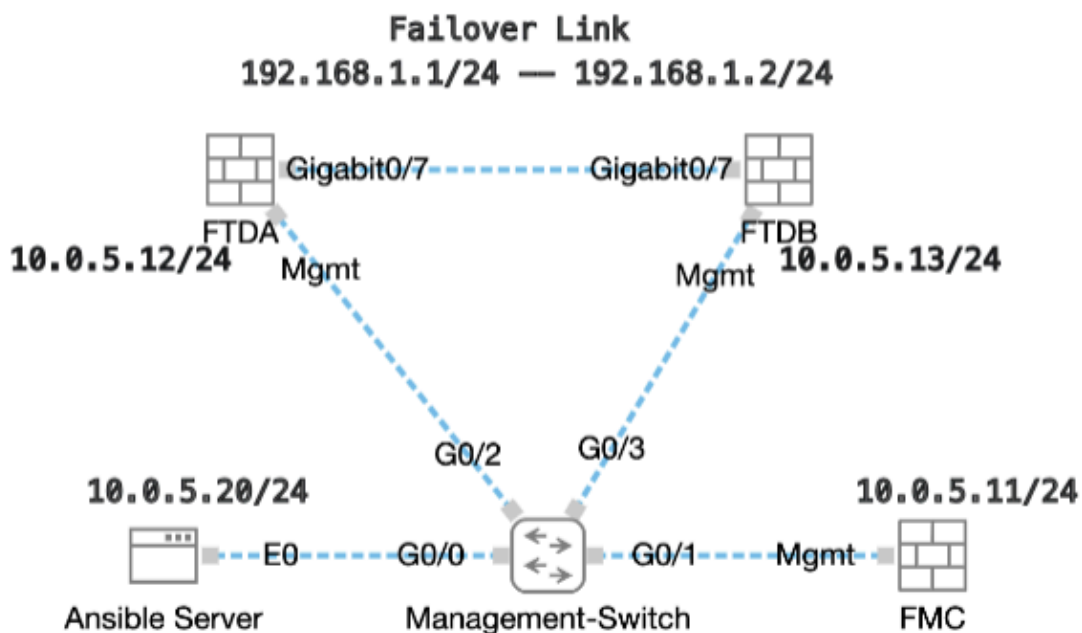 Failover Link
192.168.1.1/24 — 192.168.1.2/24
Gigabit0/7 Gigabit0/7
FTDA FTDB
10.0.5.12/24 10.0.5.13/24
Mgmt Mgmt
G0/2 G0/3
10.0.5.20/24 10.0.5.11/24
E0 G0/0 G0/1 Mgmt
Ansible Server Management-Switch FMC